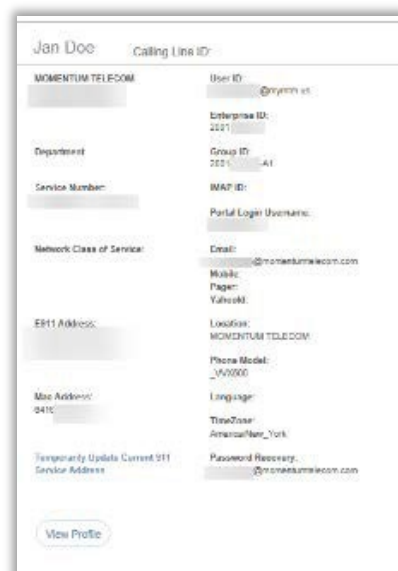 Jan Doe Calling Line ID:
MOMENTUM TELECOM
User ID:
Enterprise ID:
2001
Department
Group ID:
2001 -A1
Service Number:
IMAP ID:
Portal Login Username:
Network Class of Service:
Email:
@momentumtelecom.com
Mobile:
Pager:
YahooId:
E911 Address:
Location:
MOMENTUM TELECOM
Phone Model:
_VVX600
Mac Address:
6416
Language:
TimeZone:
America/New_York
Temporarily Update Current 911
Service Address
Password Recovery:
@momentumtelecom.com
View Profile